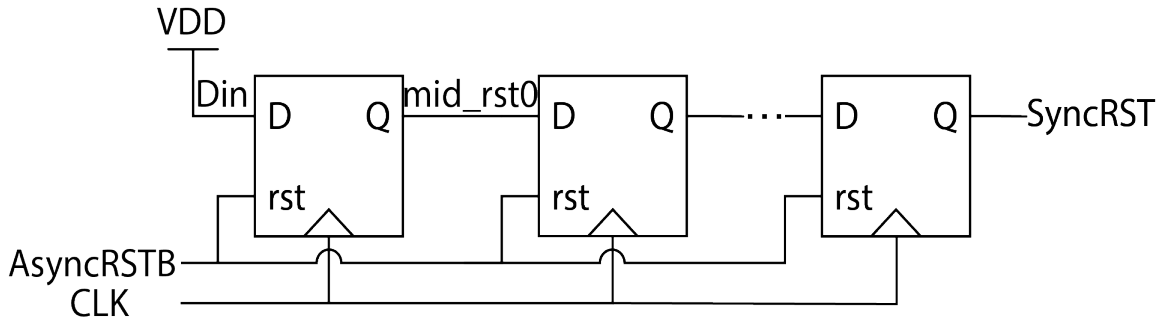 VDD
Din
D
Q
rst
mid_rst0
D
Q
rst
...
D
Q
rst
SyncRST
AsyncRSTB
CLK